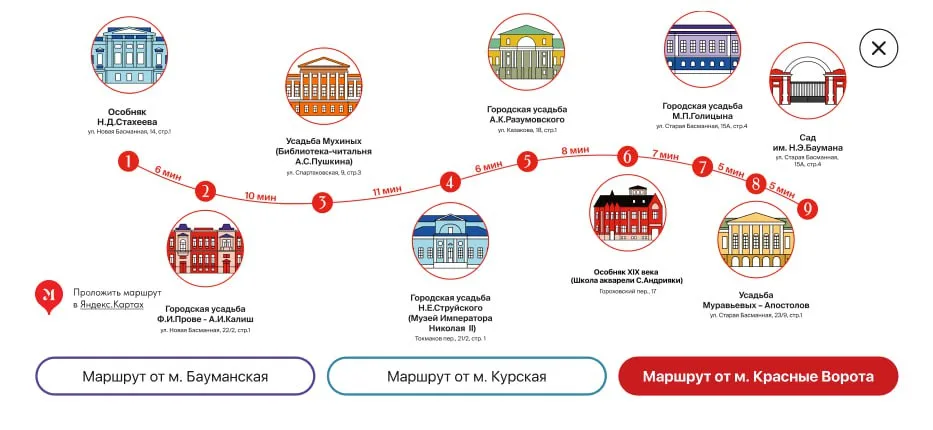 Особняк
Н.Д.Стахеева
ул. Новая Басманная, 14, стр.1
Усадьба Мухиных
(Библиотека-читальня
А.С.Пушкина)
ул. Спартаковская, 9, стр.3
Городская усадьба
А.К.Разумовского
ул. Казакова, 18, стр.1
Городская усадьба
М.П.Голицына
ул. Старая Басманная, 15А, стр.4
Сад
им. Н.Э.Баумана
ул. Старая Басманная,
15А, стр.4
1
6 мин
2
10 мин
3
11 мин
4
6 мин
5
8 мин
6
7 мин
7
5 мин
8
5 мин
9
Городская усадьба
Ф.И.Прове - А.И.Калиш
ул. Новая Басманная, 22/2, стр.1
Городская усадьба
Н.Е.Струйского
(Музей Императора
Николая II)
Токмаков пер., 21/2, стр. 1
Особняк XIX века
(Школа акварели С.Андрияки)
Гороховский пер., 17
Усадьба
Муравьевых - Апостолов
ул. Старая Басманная, 23/9, стр.1
М
Проложить маршрут
в Яндекс.Картах
Маршрут от м. Бауманская
Маршрут от м. Курская
Маршрут от м. Красные Ворота